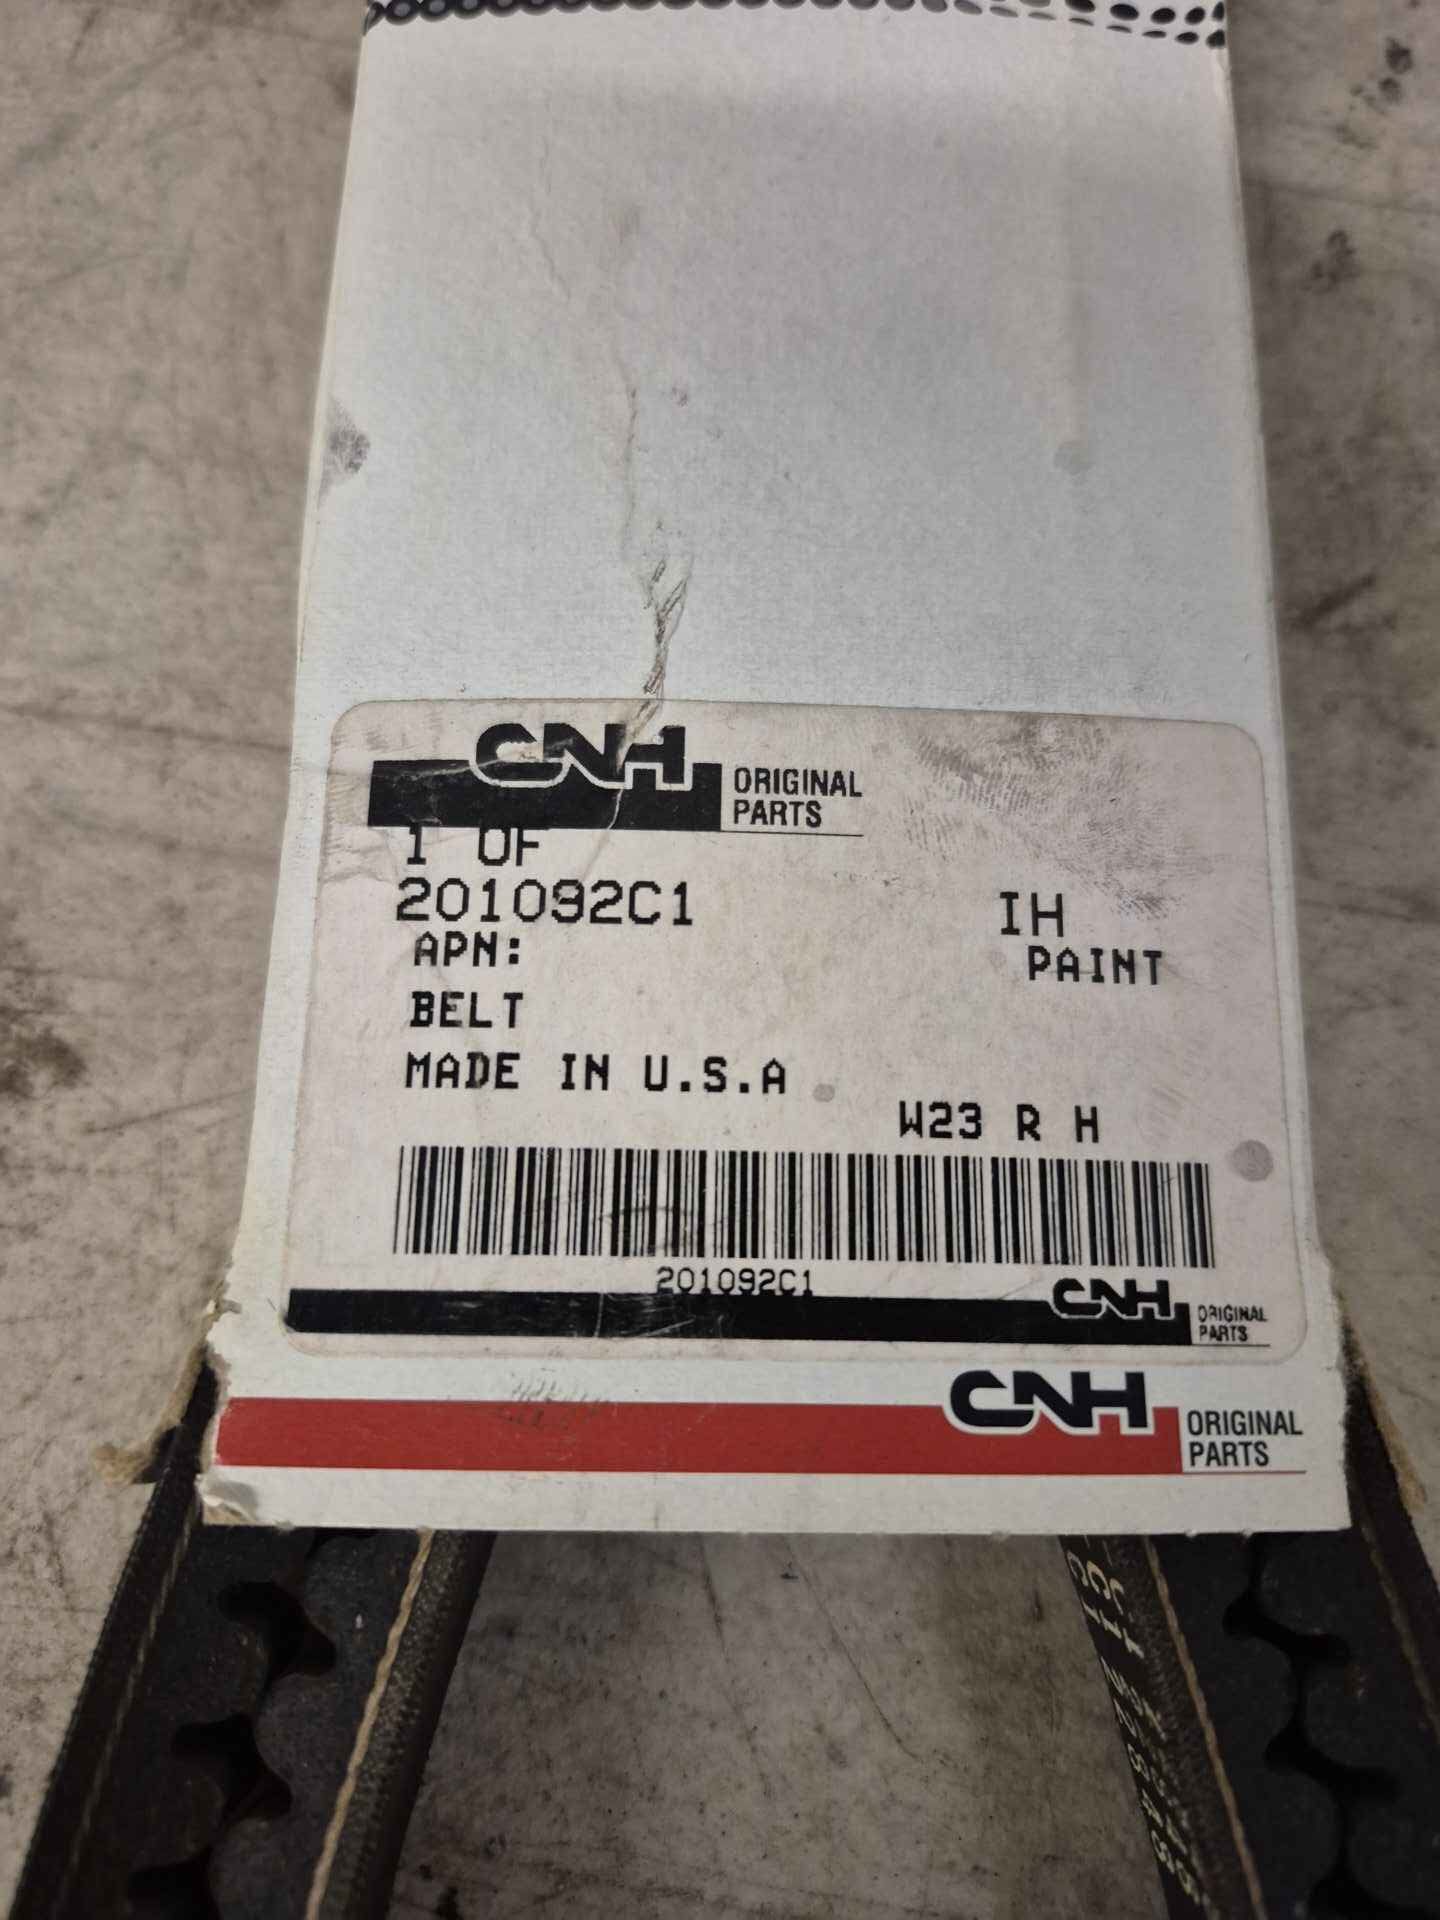 CNH ORIGINAL
PARTS
1 OF
201092C1
IH
APN:
PAINT
BELT
MADE IN U.S.A
W23 R H
201092C1
CNH ORIGINAL
PARTS
CNH ORIGINAL
PARTS